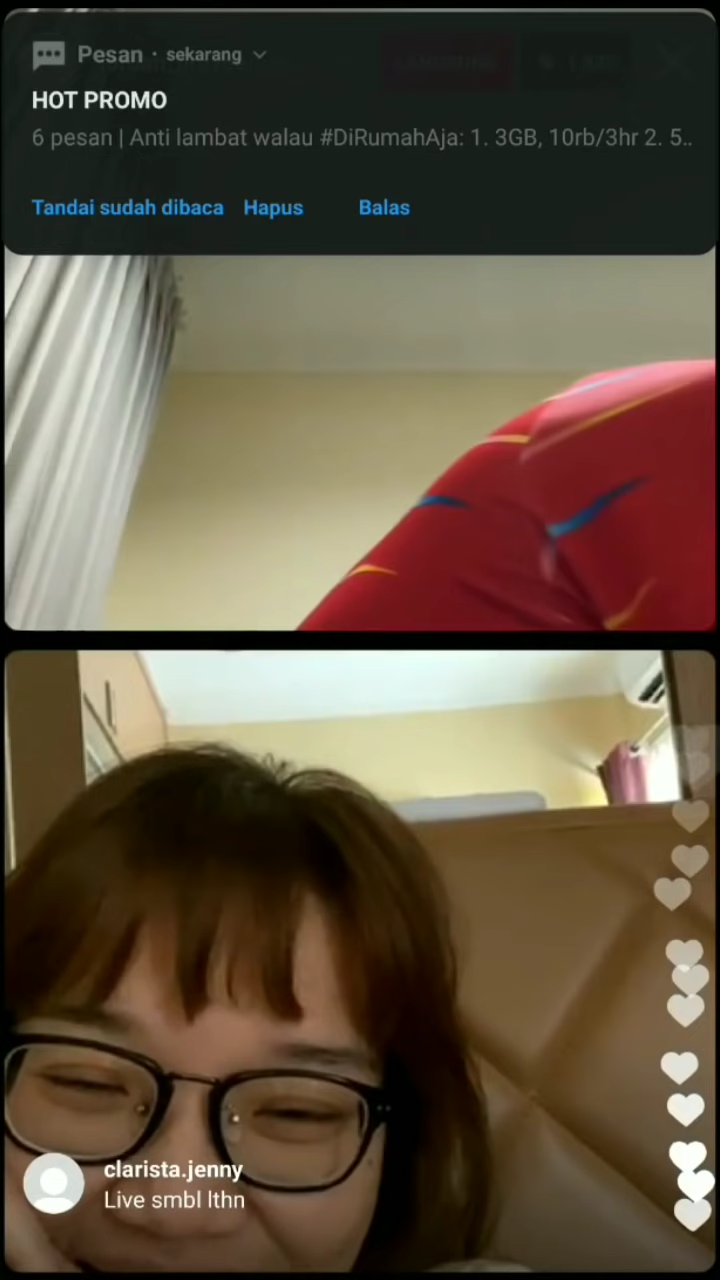 Pesan · sekarang
HOT PROMO
6 pesan | Anti lambat walau #DiRumahAja: 1. 3GB, 10rb/3hr 2. 5..
Tandai sudah dibaca Hapus Balas
clarista.jenny
Live smbl lthn